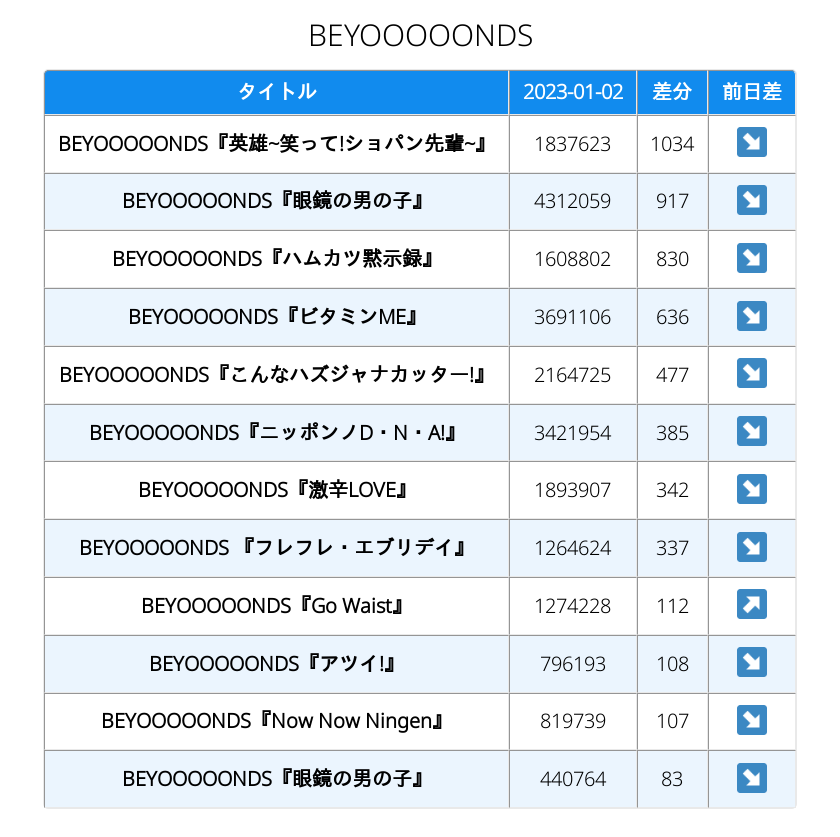 BEYOOOOONDS
タイトル 2023-01-02 差分 前日差
BEYOOOOONDS『英雄~笑って!ショパン先輩~』 1837623 1034 ↘
BEYOOOOONDS『眼鏡の男の子』 4312059 917 ↘
BEYOOOOONDS『ハムカツ黙示録』 1608802 830 ↘
BEYOOOOONDS『ビタミンME』 3691106 636 ↘
BEYOOOOONDS『こんなハズジャナカッター!』 2164725 477 ↘
BEYOOOOONDS『ニッポンノD・N・A!』 3421954 385 ↘
BEYOOOOONDS『激辛LOVE』 1893907 342 ↘
BEYOOOOONDS 『フレフレ・エブリデイ』 1264624 337 ↘
BEYOOOOONDS『Go Waist』 1274228 112 ↗
BEYOOOOONDS『アツイ!』 796193 108 ↘
BEYOOOOONDS『Now Now Ningen』 819739 107 ↘
BEYOOOOONDS『眼鏡の男の子』 440764 83 ↘